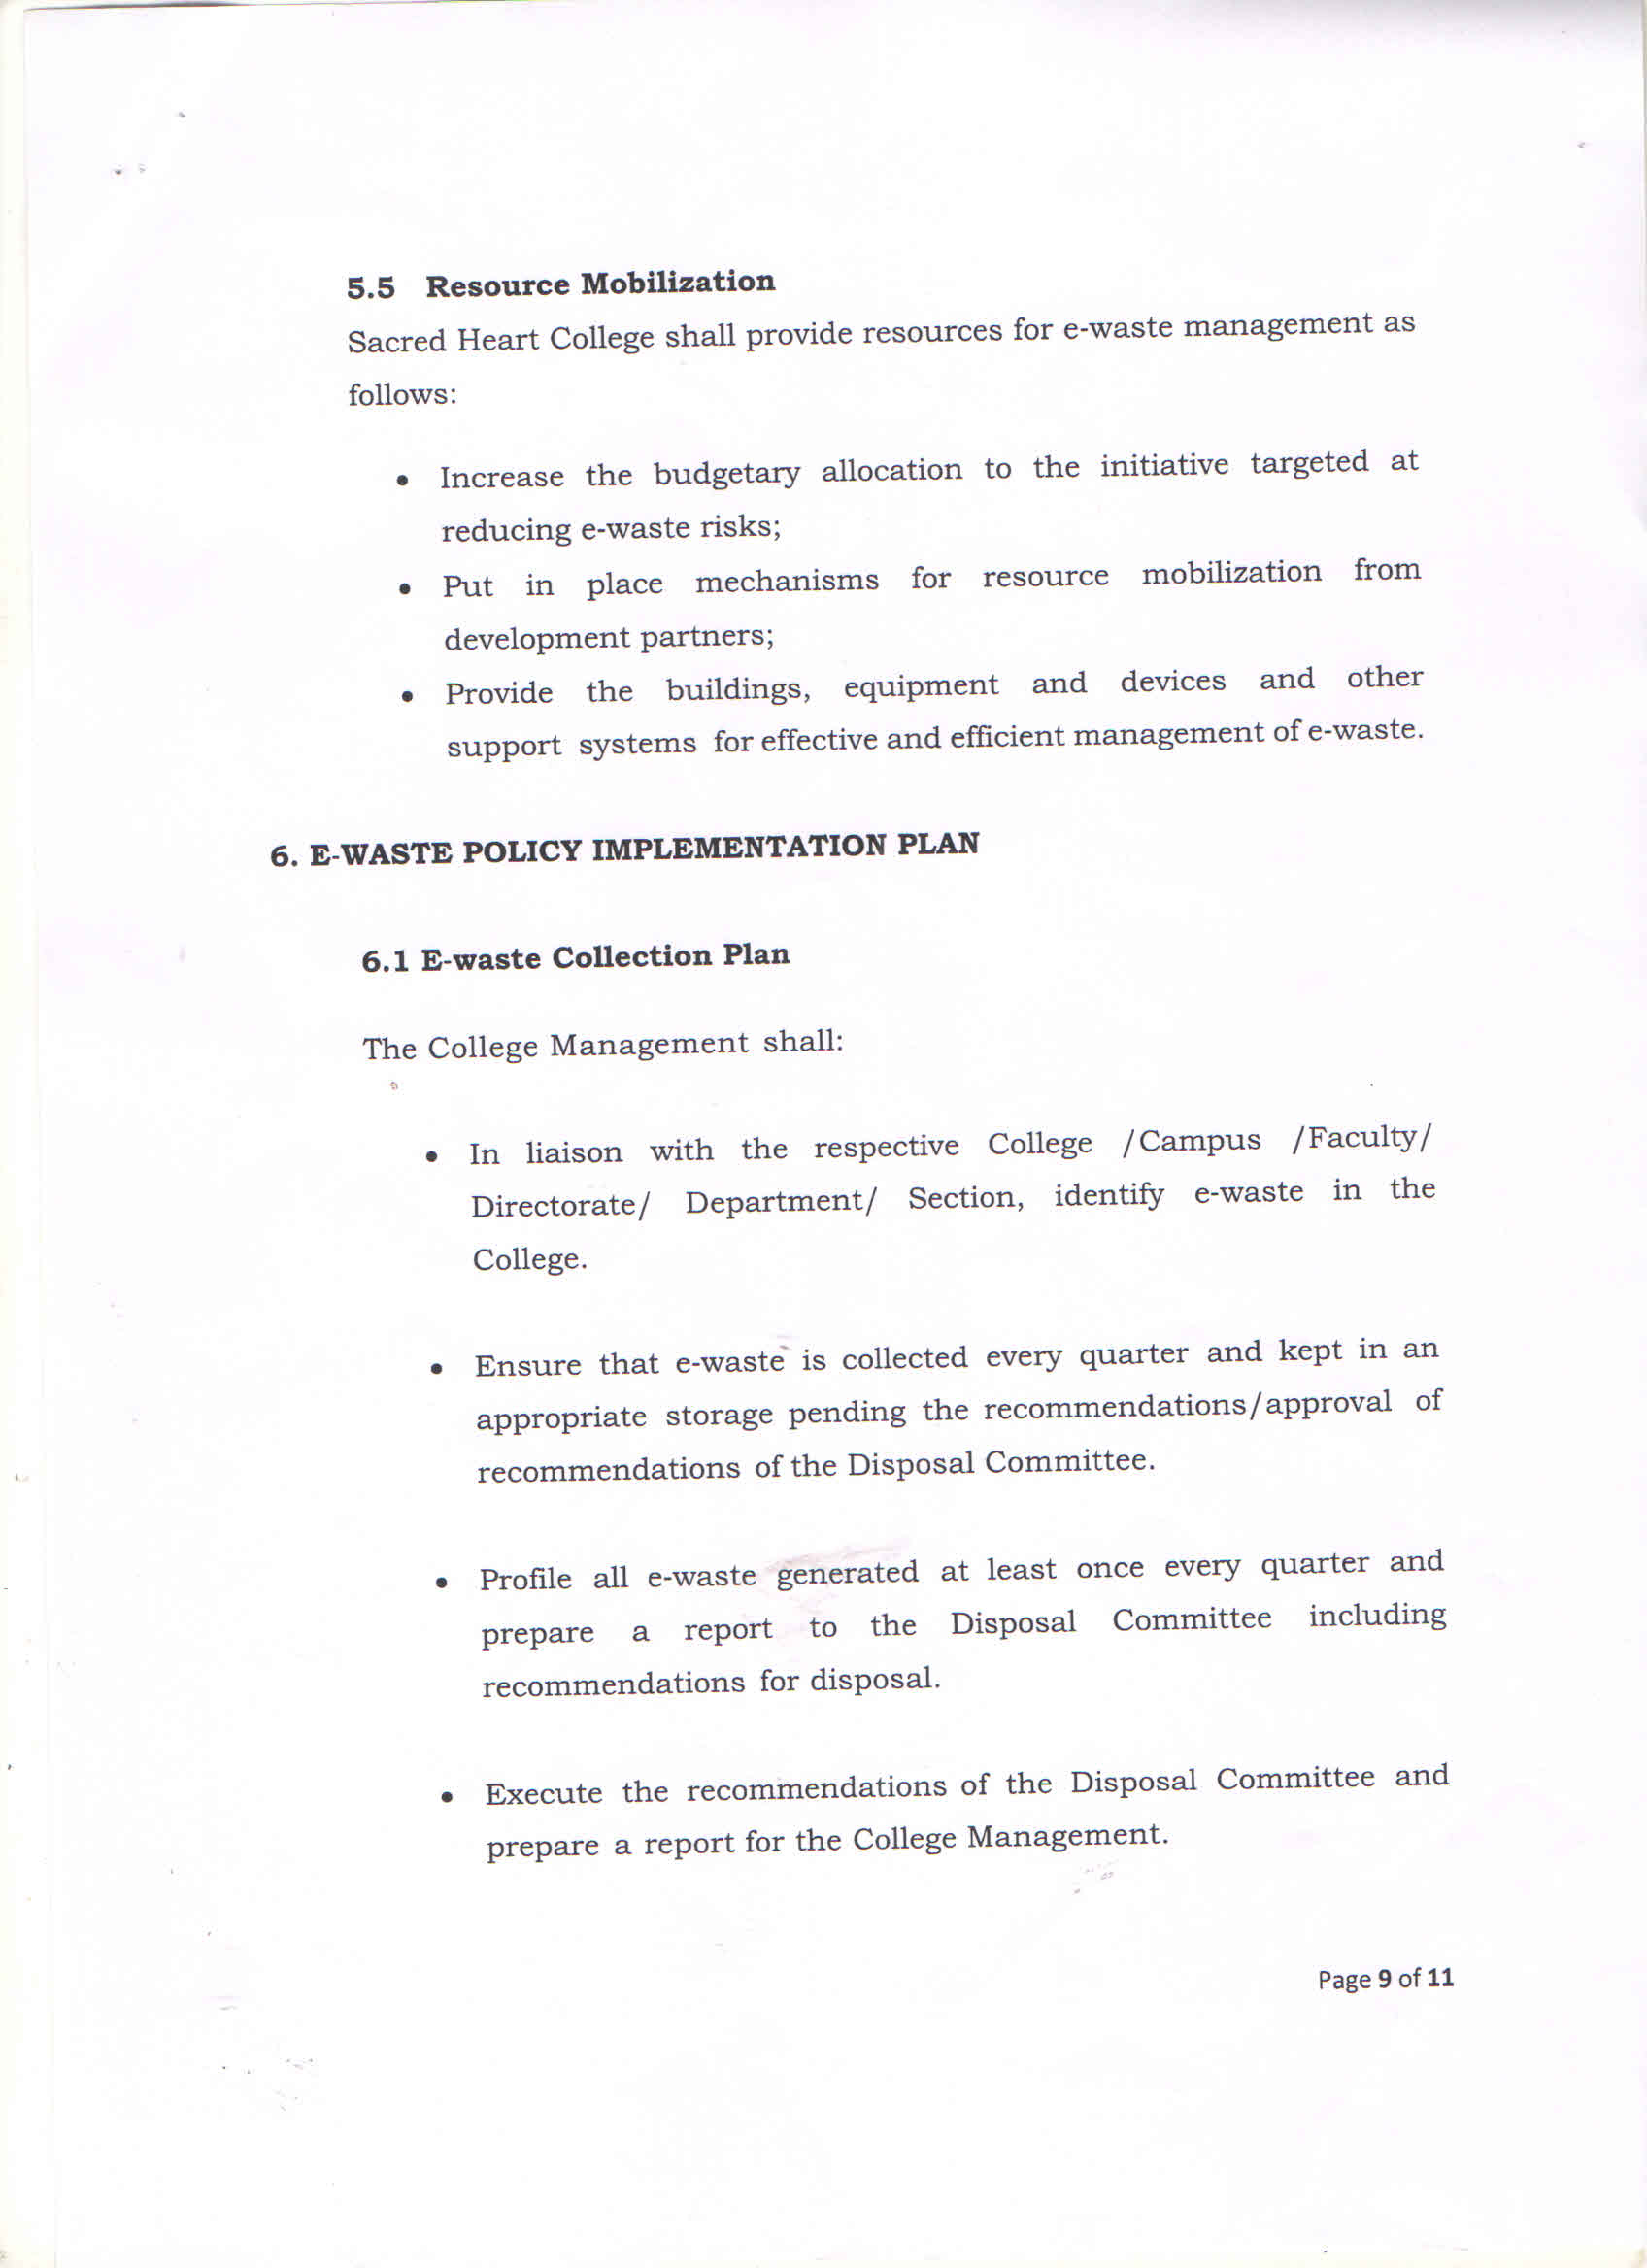 5.5 Resource Mobilization
Sacred Heart College shall provide resources for e-waste management as
follows:
• Increase the budgetary allocation to the initiative targeted at
reducing e-waste risks;
• Put in place mechanisms for resource mobilization from
development partners;
• Provide the buildings, equipment and devices and other
support systems for effective and efficient management of e-waste.
6. E-WASTE POLICY IMPLEMENTATION PLAN
6.1 E-waste Collection Plan
The College Management shall:
• In liaison with the respective College /Campus /Faculty/
Directorate/ Department/ Section, identify e-waste in the
College.
• Ensure that e-waste is collected every quarter and kept in an
appropriate storage pending the recommendations/approval of
recommendations of the Disposal Committee.
• Profile all e-waste generated at least once every quarter and
prepare a report to the Disposal Committee including
recommendations for disposal.
• Execute the recommendations of the Disposal Committee and
prepare a report for the College Management.
Page 9 of 11